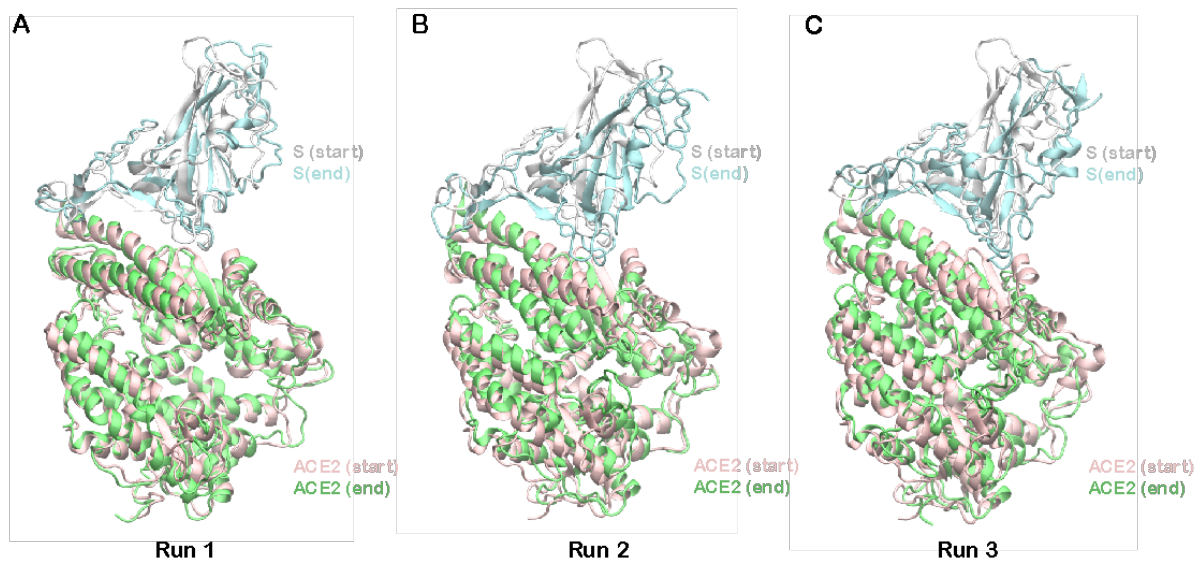 A
B
C
S (start)
S(end)
S (start)
S(end)
S (start)
S(end)
ACE2 (start)
ACE2 (end)
ACE2 (start)
ACE2 (end)
ACE2 (start)
ACE2 (end)
Run 1
Run 2
Run 3